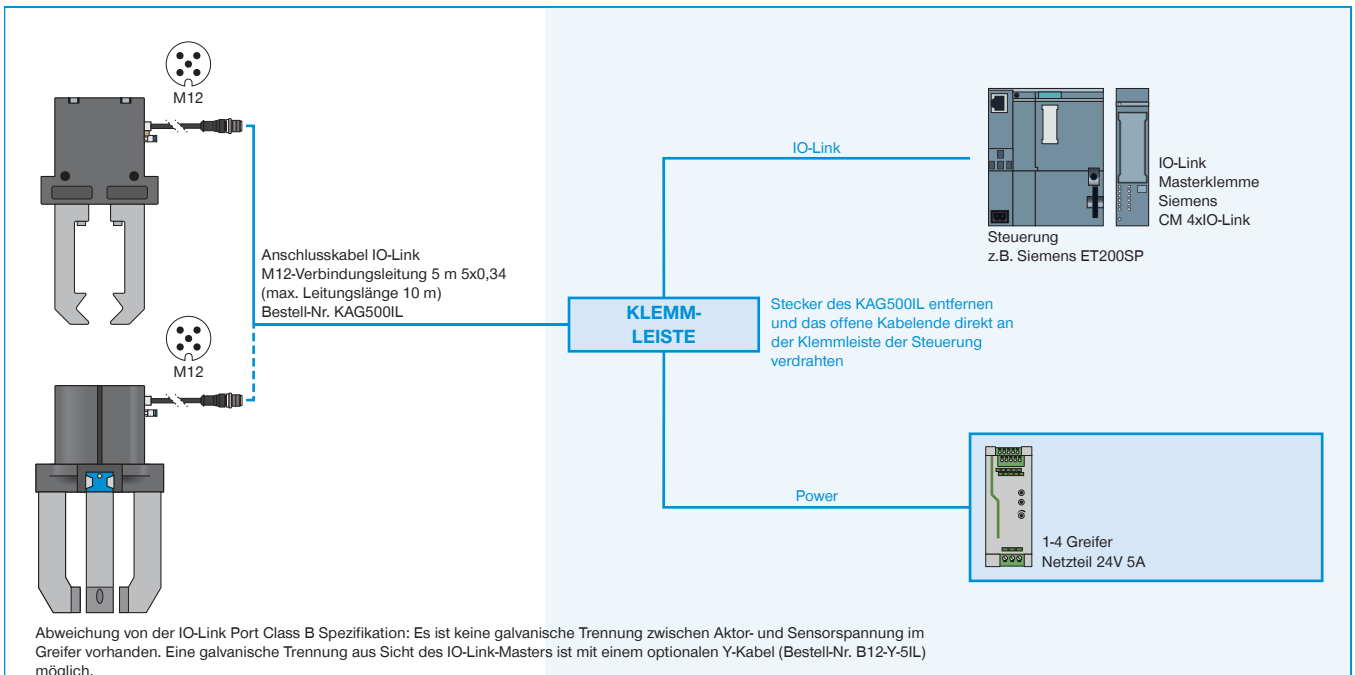 M12
IO-Link
IO-Link
Masterklemme
Siemens
CM 4xIO-Link
Steuerung
z.B. Siemens ET200SP
Anschlusskabel IO-Link
M12-Verbindungsleitung 5 m 5x0,34
(max. Leitungslänge 10 m)
Bestell-Nr. KAG500IL
KLEMM-
LEISTE
Stecker des KAG500IL entfernen
und das offene Kabelende direkt an
der Klemmleiste der Steuerung
verdrahten
M12
Power
1-4 Greifer
Netzteil 24V 5A
Abweichung von der IO-Link Port Class B Spezifikation: Es ist keine galvanische Trennung zwischen Aktor- und Sensorspannung im
Greifer vorhanden. Eine galvanische Trennung aus Sicht des IO-Link-Masters ist mit einem optionalen Y-Kabel (Bestell-Nr. B12-Y-5IL)
möglich.